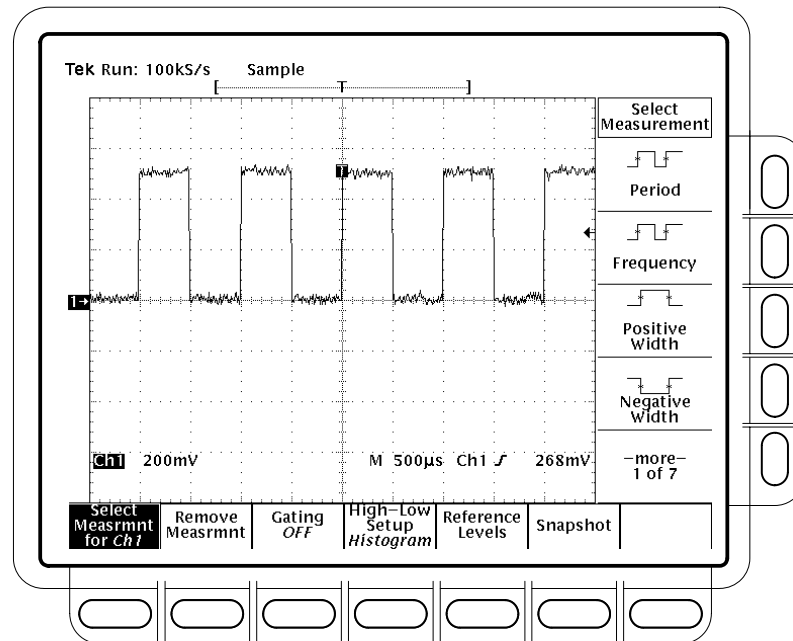 Tek Run: 100kS/s Sample
[ T ]
T
1→
Ch1 200mV M 500µs Ch1 268mV
Select
Measurement
Period
Frequency
Positive
Width
Negative
Width
–more–
1 of 7
Select
Measrmnt
for Ch1
Remove
Measrmnt
Gating
OFF
High–Low
Setup
Histogram
Reference
Levels
Snapshot